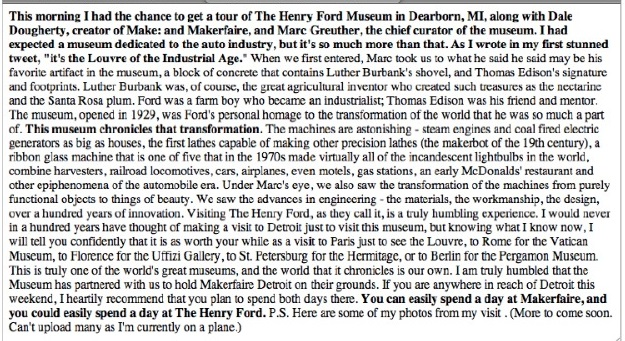 This morning I had the chance to get a tour of The Henry Ford Museum in Dearborn, MI, along with Dale
Dougherty, creator of Make: and Makerfaire, and Marc Greuther, the chief curator of the museum. I had
expected a museum dedicated to the auto industry, but it's so much more than that. As I wrote in my first stunned
tweet, "it's the Louvre of the Industrial Age." When we first entered, Marc took us to what he said he said may be his
favorite artifact in the museum, a block of concrete that contains Luther Burbank's shovel, and Thomas Edison's signature
and footprints. Luther Burbank was, of course, the great agricultural inventor who created such treasures as the nectarine
and the Santa Rosa plum. Ford was a farm boy who became an industrialist; Thomas Edison was his friend and mentor.
The museum, opened in 1929, was Ford's personal homage to the transformation of the world that he was so much a part
of. This museum chronicles that transformation. The machines are astonishing - steam engines and coal fired electric
generators as big as houses, the first lathes capable of making other precision lathes (the makerbot of the 19th century), a
ribbon glass machine that is one of five that in the 1970s made virtually all of the incandescent lightbulbs in the world,
combine harvesters, railroad locomotives, cars, airplanes, even motels, gas stations, an early McDonalds' restaurant and
other epiphenomena of the automobile era. Under Marc's eye, we also saw the transformation of the machines from purely
functional objects to things of beauty. We saw the advances in engineering - the materials, the workmanship, the design,
over a hundred years of innovation. Visiting The Henry Ford, as they call it, is a truly humbling experience. I would never
in a hundred years have thought of making a visit to Detroit just to visit this museum, but knowing what I know now, I
will tell you confidently that it is as worth your while as a visit to Paris just to see the Louvre, to Rome for the Vatican
Museum, to Florence for the Uffizi Gallery, to St. Petersburg for the Hermitage, or to Berlin for the Pergamon Museum.
This is truly one of the world's great museums, and the world that it chronicles is our own. I am truly humbled that the
Museum has partnered with us to hold Makerfaire Detroit on their grounds. If you are anywhere in reach of Detroit this
weekend, I heartily recommend that you plan to spend both days there. You can easily spend a day at Makerfaire, and
you could easily spend a day at The Henry Ford. P.S. Here are some of my photos from my visit . (More to come soon.
Can't upload many as I'm currently on a plane.)